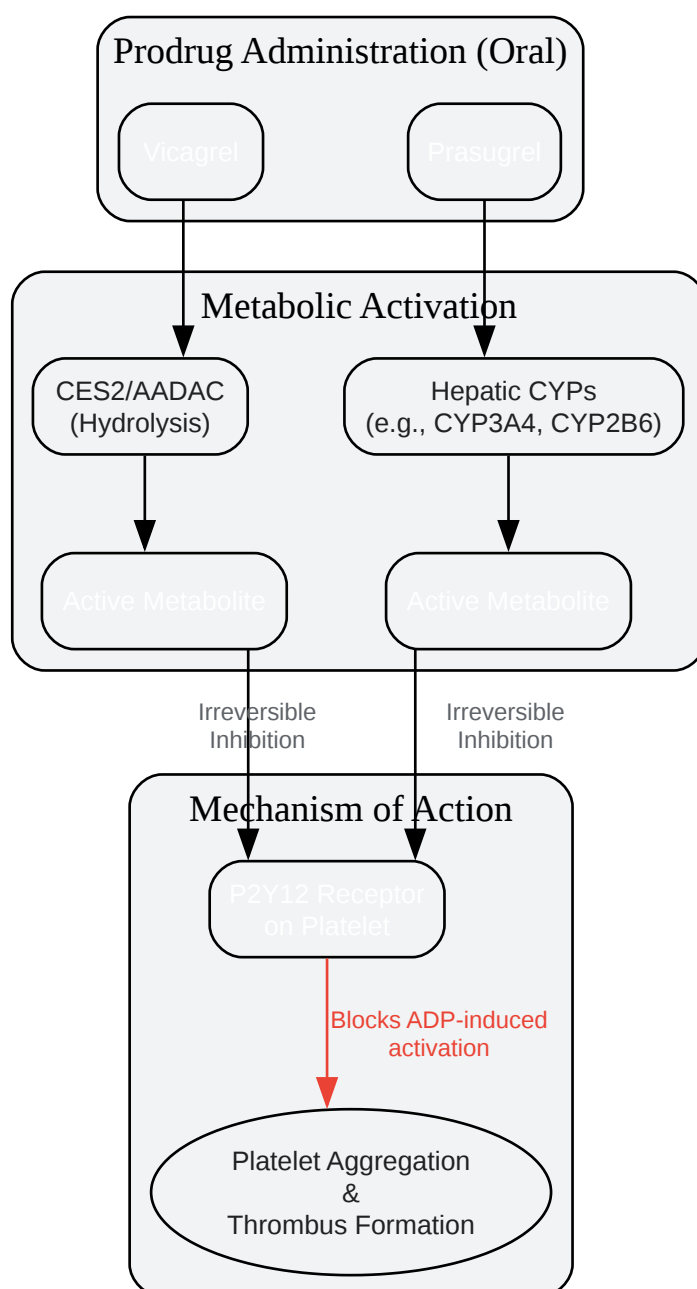 Prodrug Administration (Oral)
Vicagrel
Prasugrel
Metabolic Activation
CES2/AADAC
(Hydrolysis)
Hepatic CYPs
(e.g., CYP3A4, CYP2B6)
Active Metabolite
Active Metabolite
Irreversible
Inhibition
Irreversible
Inhibition
Mechanism of Action
P2Y12 Receptor
on Platelet
Blocks ADP-induced
activation
Platelet Aggregation
&
Thrombus Formation